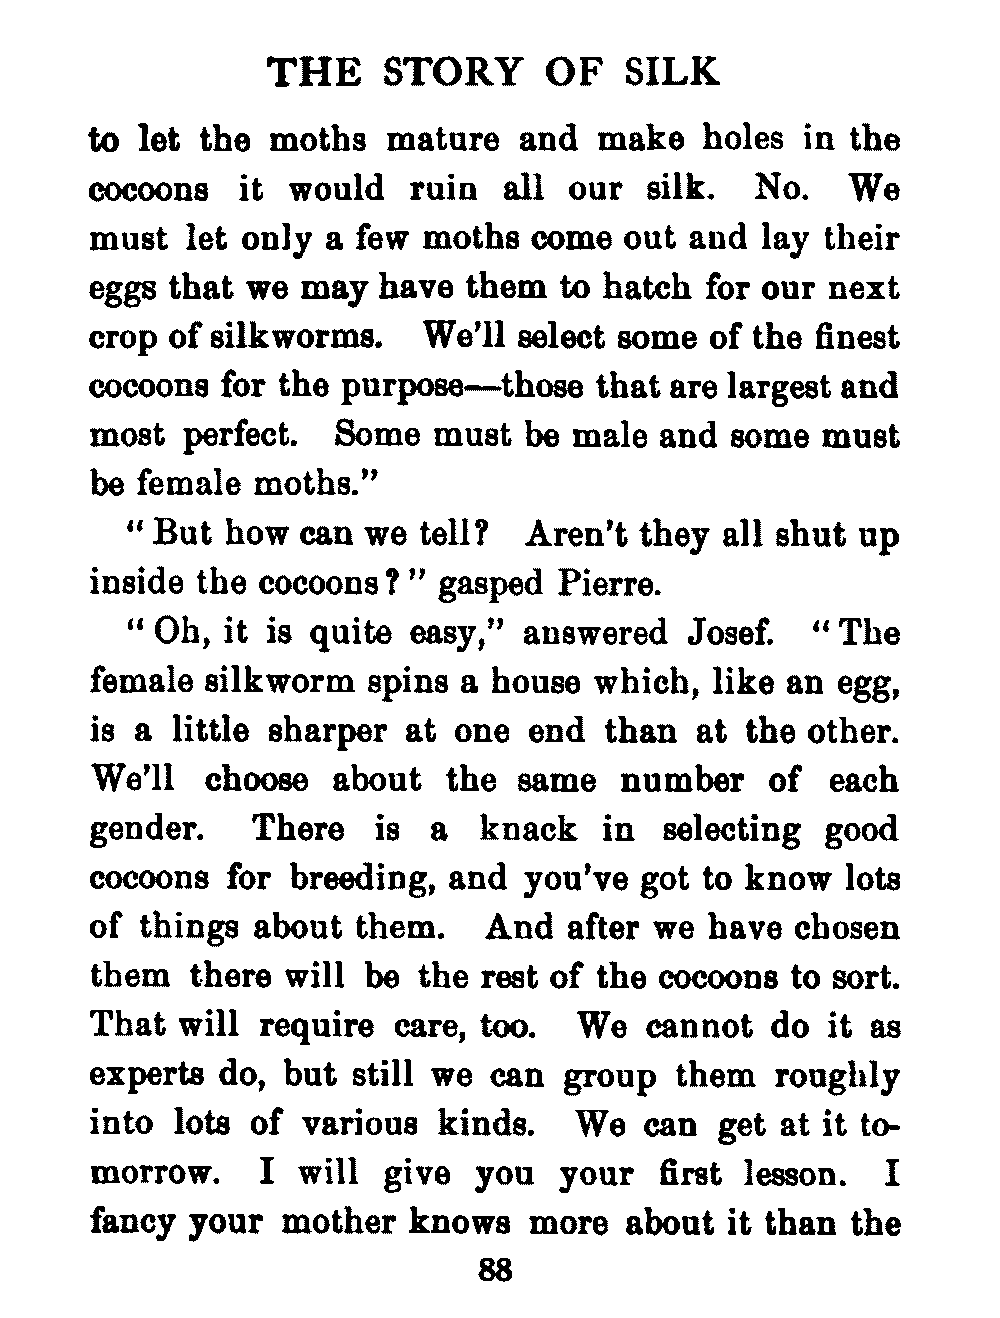 THE STORY OF SILK
to let the moths mature and make holes in the
cocoons it would ruin all our silk. No. We
must let only a few moths come out and lay their
eggs that we may have them to hatch for our next
crop of silkworms. We'll select some of the finest
cocoons for the purpose—those that are largest and
most perfect. Some must be male and some must
be female moths."
" But how can we tell? Aren't they all shut up
inside the cocoons? " gasped Pierre.
" Oh, it is quite easy," answered Josef. " The
female silkworm spins a house which, like an egg,
is a little sharper at one end than at the other.
We'll choose about the same number of each
gender. There is a knack in selecting good
cocoons for breeding, and you've got to know lots
of things about them. And after we have chosen
them there will be the rest of the cocoons to sort.
That will require care, too. We cannot do it as
experts do, but still we can group them roughly
into lots of various kinds. We can get at it to-
morrow. I will give you your first lesson. I
fancy your mother knows more about it than the
88